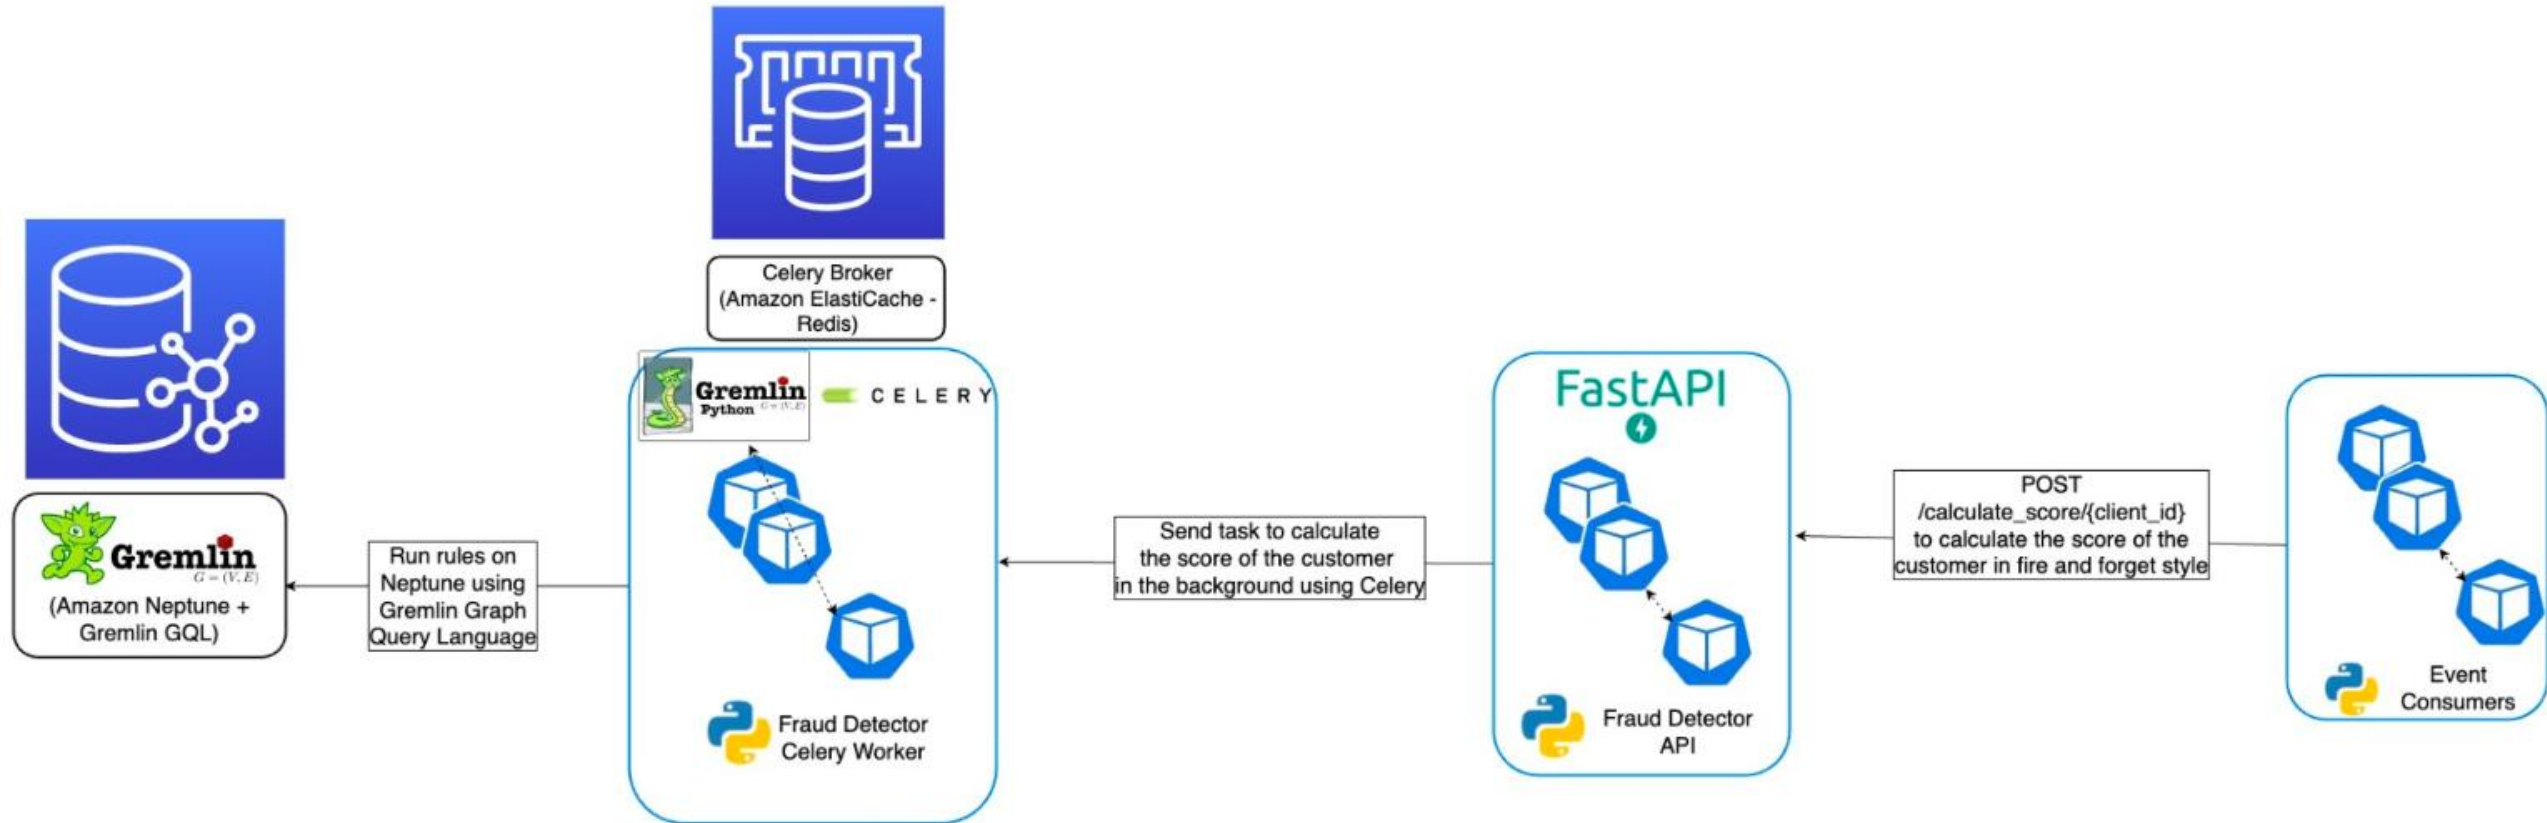 Celery Broker
(Amazon ElastiCache -
Redis)
Gremlin
Python
G = (V, E)
CELERY
FastAPI
Gremlin
G = (V, E)
(Amazon Neptune +
Gremlin GQL)
Run rules on
Neptune using
Gremlin Graph
Query Language
Fraud Detector
Celery Worker
Send task to calculate
the score of the customer
in the background using Celery
Fraud Detector
API
POST
/calculate_score/{client_id}
to calculate the score of the
customer in fire and forget style
Event
Consumers